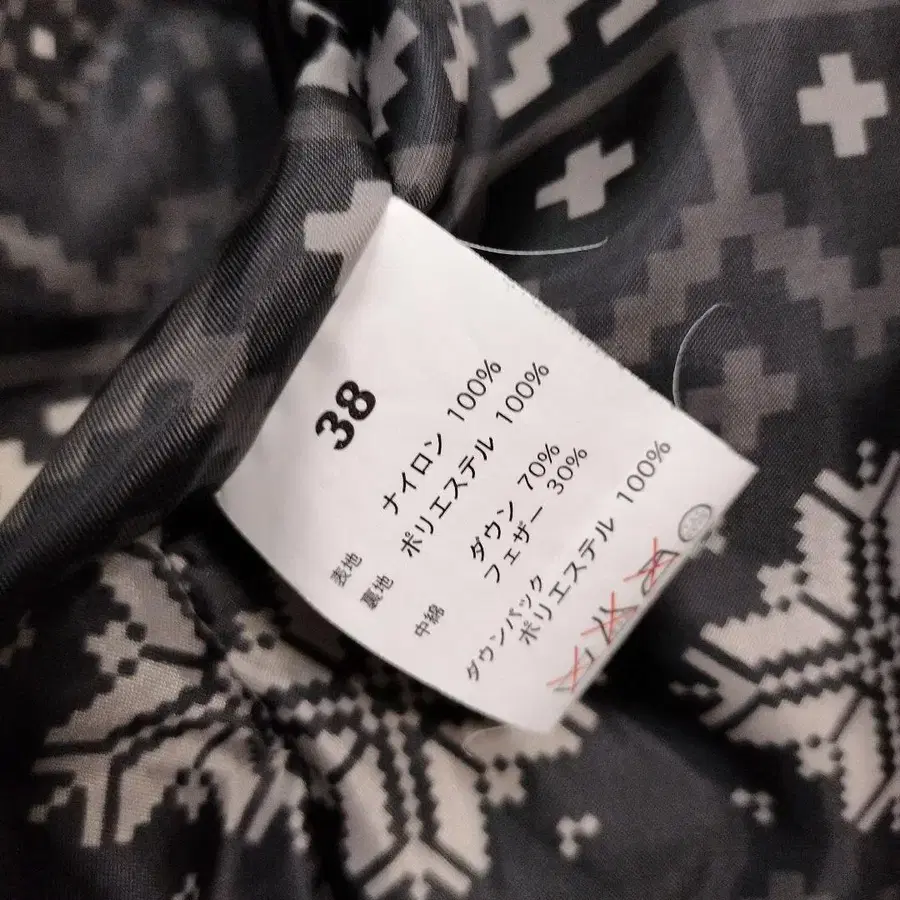 38
表地 ナイロン 100%
裏地 ポリエステル 100%
中綿 ダウン 70%
フェザー 30%
ダウンパック
ポリエステル 100%